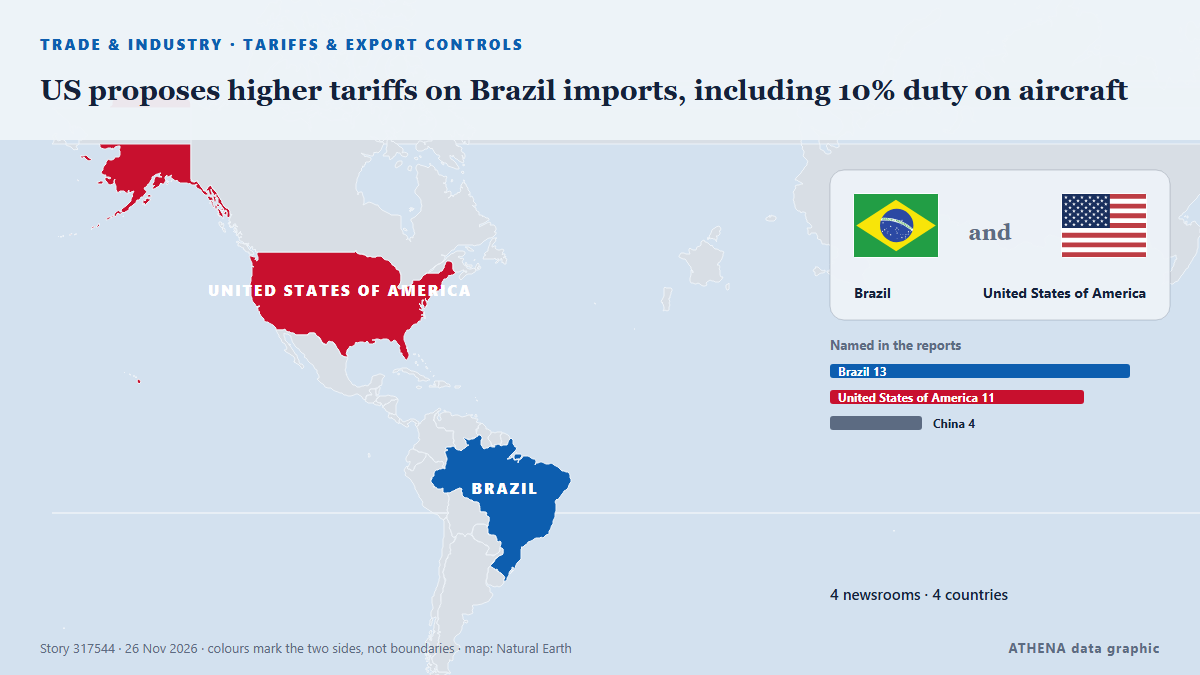 TRADE & INDUSTRY · TARIFFS & EXPORT CONTROLS
US proposes higher tariffs on Brazil imports, including 10% duty on aircraft
and
Brazil
United States of America
UNITED STATES OF AMERICA
Named in the reports
Brazil 13
United States of America 11
China 4
BRAZIL
4 newsrooms · 4 countries
Story 317544 · 26 Nov 2026 · colours mark the two sides, not boundaries · map: Natural Earth
ATHENA data graphic